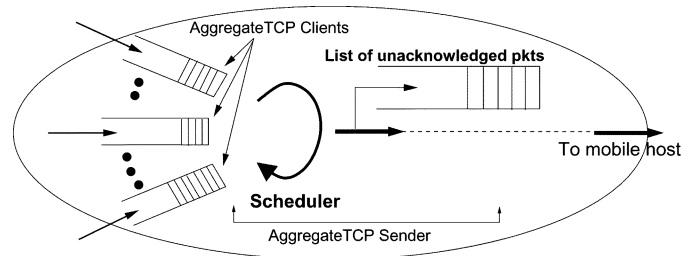 AggregateTCP Clients
List of unacknowledged pkts
To mobile host
Scheduler
AggregateTCP Sender